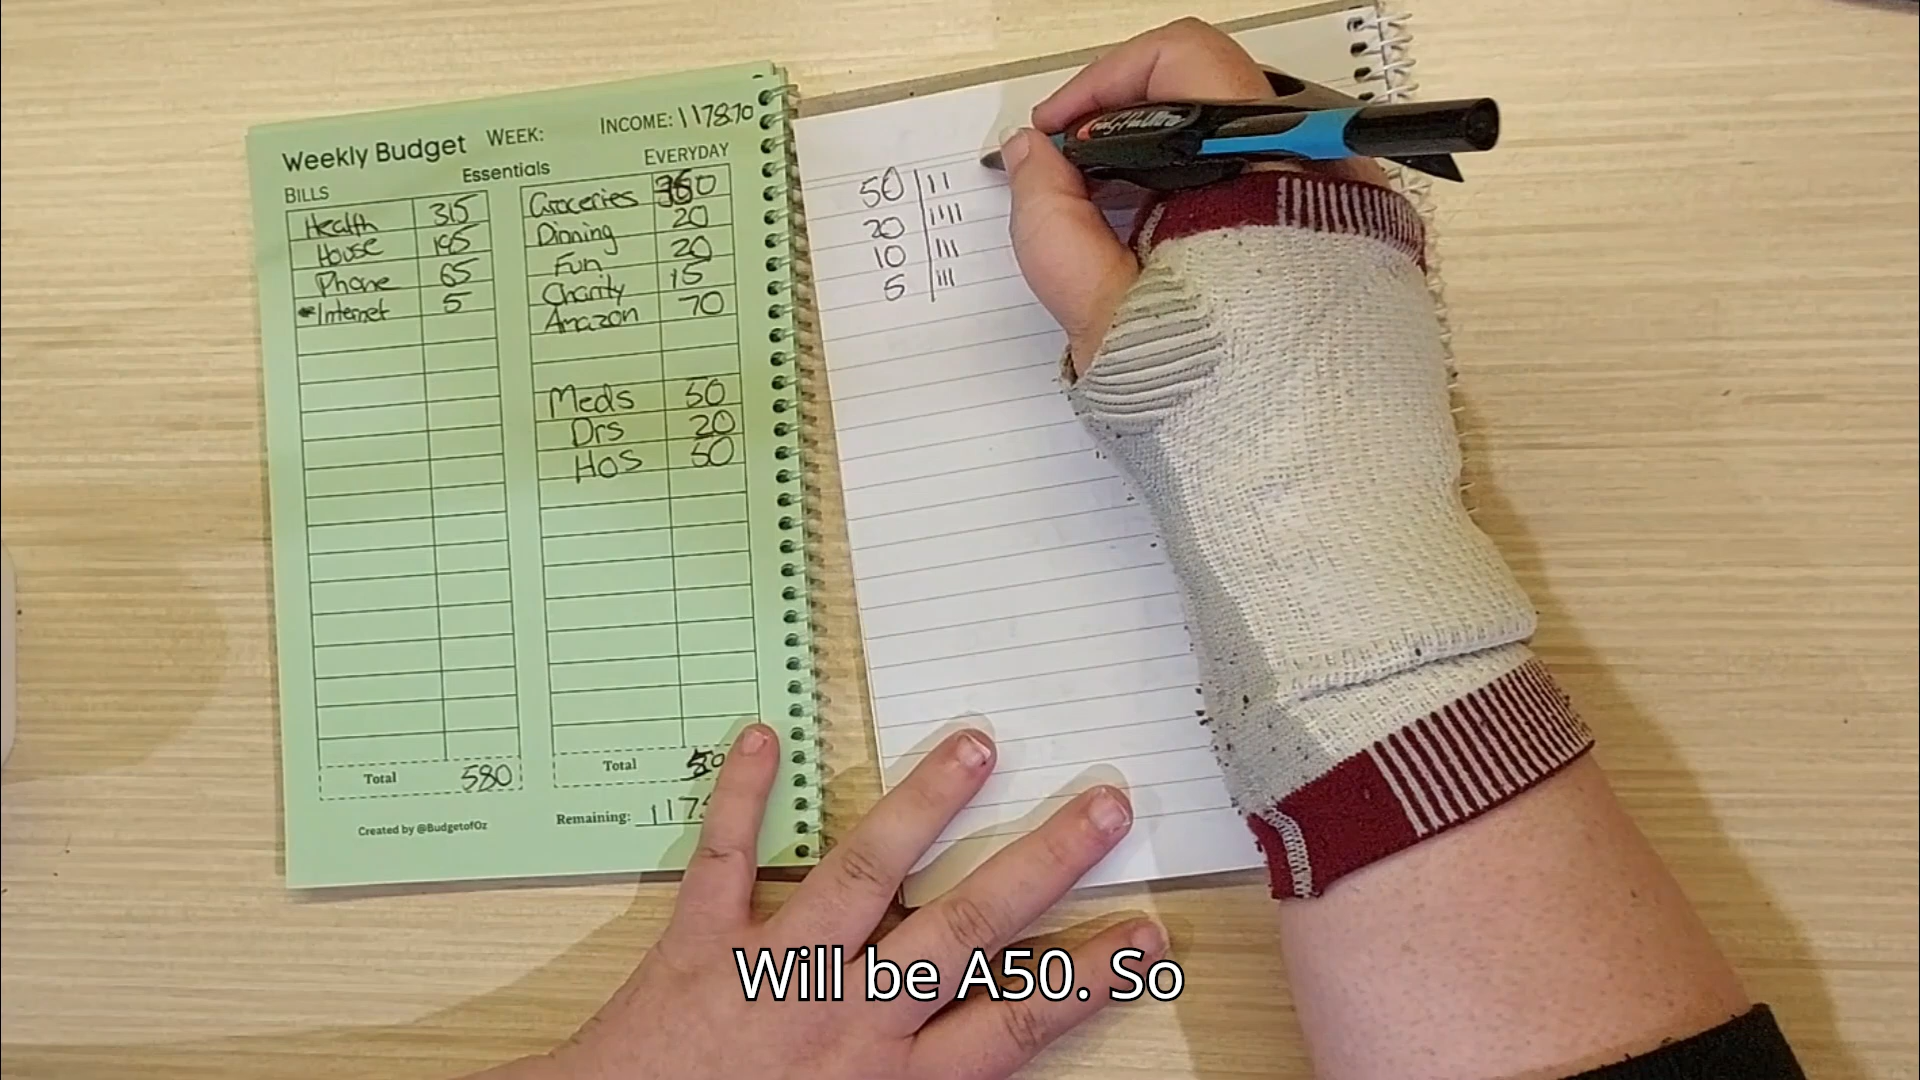 Weekly Budget WEEK: INCOME: 1178.70
Essentials
BILLS
Health 315
House 195
Phone 65
Internet 5
Total 580
Created by @BudgetofOz
EVERYDAY
Groceries
Dinning 20
Fun 20
Charity 15
Amazon 70
Meds 50
Drs 20
Hos 50
Total
Remaining: 117
50 | ||
20 | ||||
10 | |||
5 | |||
Will be A50. So